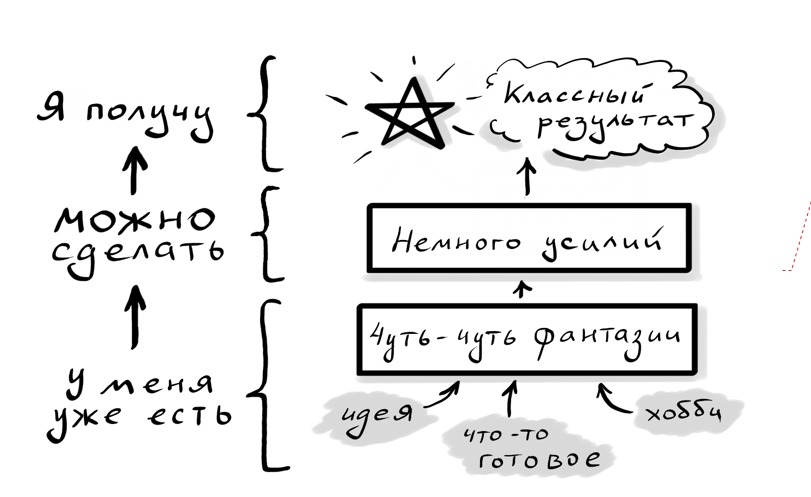 Я получу
Классный
результат
можно
сделать
Немного усилий
Чуть-чуть фантазии
у меня
уже есть
идея
что-то
готовое
хобби